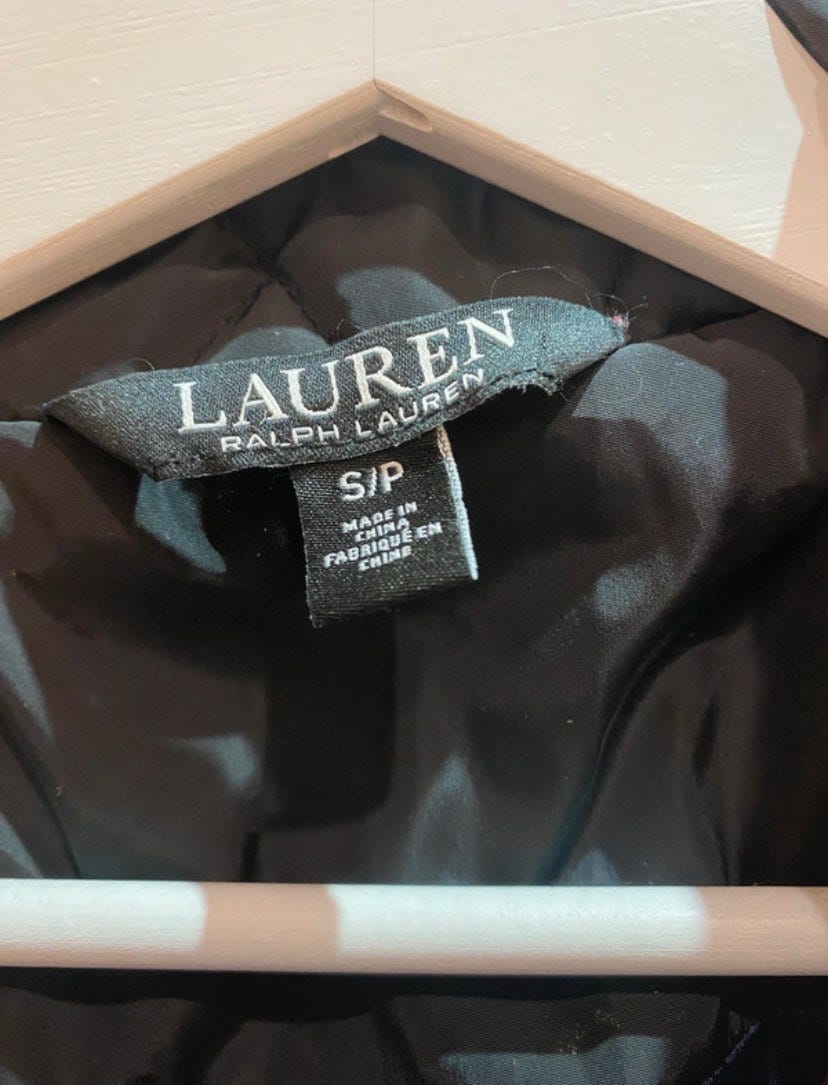 LAUREN
RALPH LAUREN
S/P
MADE IN
CHINA
FABRIQUÉ EN
CHINE